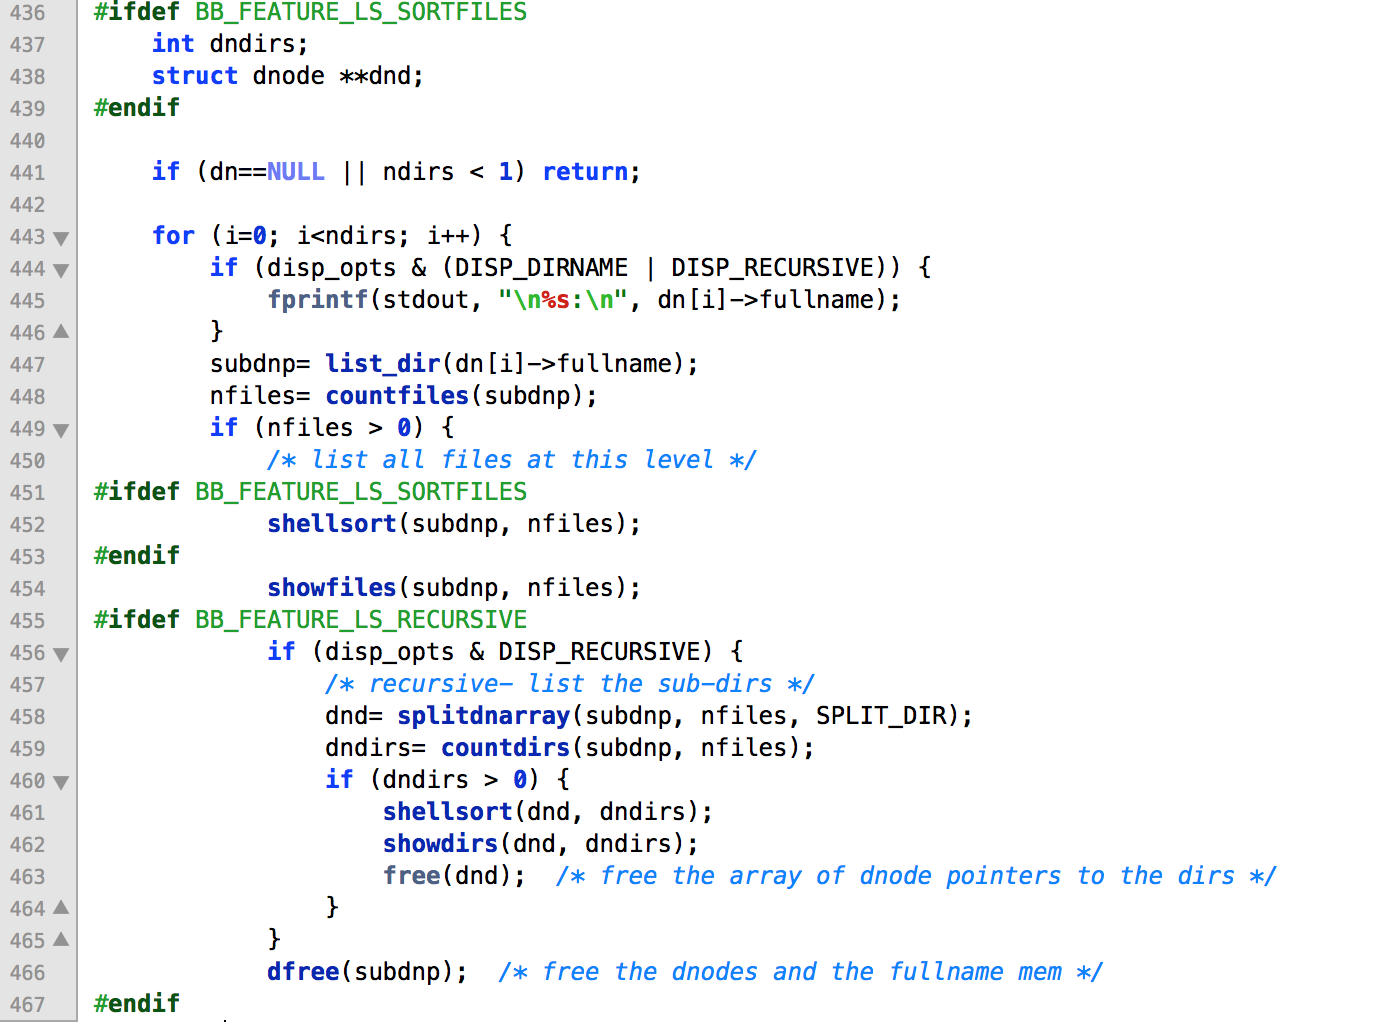 436 #ifdef BB_FEATURE_LS_SORTFILES
437     int dndirs;
438     struct dnode **dnd;
439 #endif
440
441     if (dn==NULL || ndirs < 1) return;
442
443     for (i=0; i<ndirs; i++) {
444         if (disp_opts & (DISP_DIRNAME | DISP_RECURSIVE)) {
445             fprintf(stdout, "\n%s:\n", dn[i]->fullname);
446         }
447         subdnp= list_dir(dn[i]->fullname);
448         nfiles= countfiles(subdnp);
449         if (nfiles > 0) {
450             /* list all files at this level */
451 #ifdef BB_FEATURE_LS_SORTFILES
452             shellsort(subdnp, nfiles);
453 #endif
454             showfiles(subdnp, nfiles);
455 #ifdef BB_FEATURE_LS_RECURSIVE
456             if (disp_opts & DISP_RECURSIVE) {
457                 /* recursive- list the sub-dirs */
458                 dnd= splitdnarray(subdnp, nfiles, SPLIT_DIR);
459                 dndirs= countdirs(subdnp, nfiles);
460                 if (dndirs > 0) {
461                     shellsort(dnd, dndirs);
462                     showdirs(dnd, dndirs);
463                     free(dnd);  /* free the array of dnode pointers to the dirs */
464                 }
465             }
466             dfree(subdnp);  /* free the dnodes and the fullname mem */
467 #endif